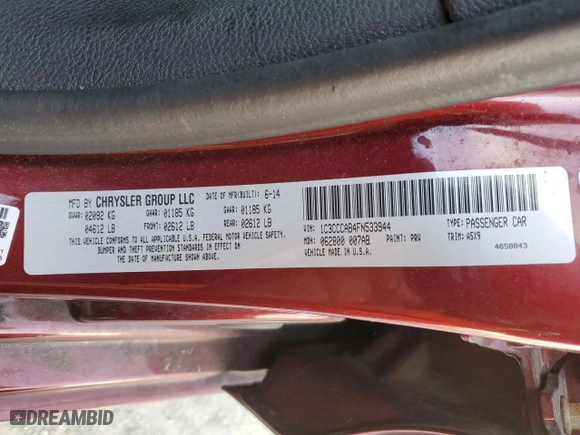 MFD BY CHRYSLER GROUP LLC DATE OF MFR(BUILT): 6-14
GVWR: 02092 KG GAWR: 01185 KG GAWR: 01185 KG
04612 LB FRONT: 02612 LB REAR: 02612 LB
THIS VEHICLE CONFORMS TO ALL APPLICABLE U.S.A. FEDERAL MOTOR VEHICLE SAFETY,
BUMPER AND THEFT PREVENTION STANDARDS IN EFFECT ON
THE DATE OF MANUFACTURE SHOWN ABOVE.
VIN: 1C3CCCAB4FN533944 TYPE: PASSENGER CAR
MDH: 062800 007AB PAINT: PRV TRIM: A5X9
VEHICLE MADE IN U.S.A. 4658843
DREAMBID